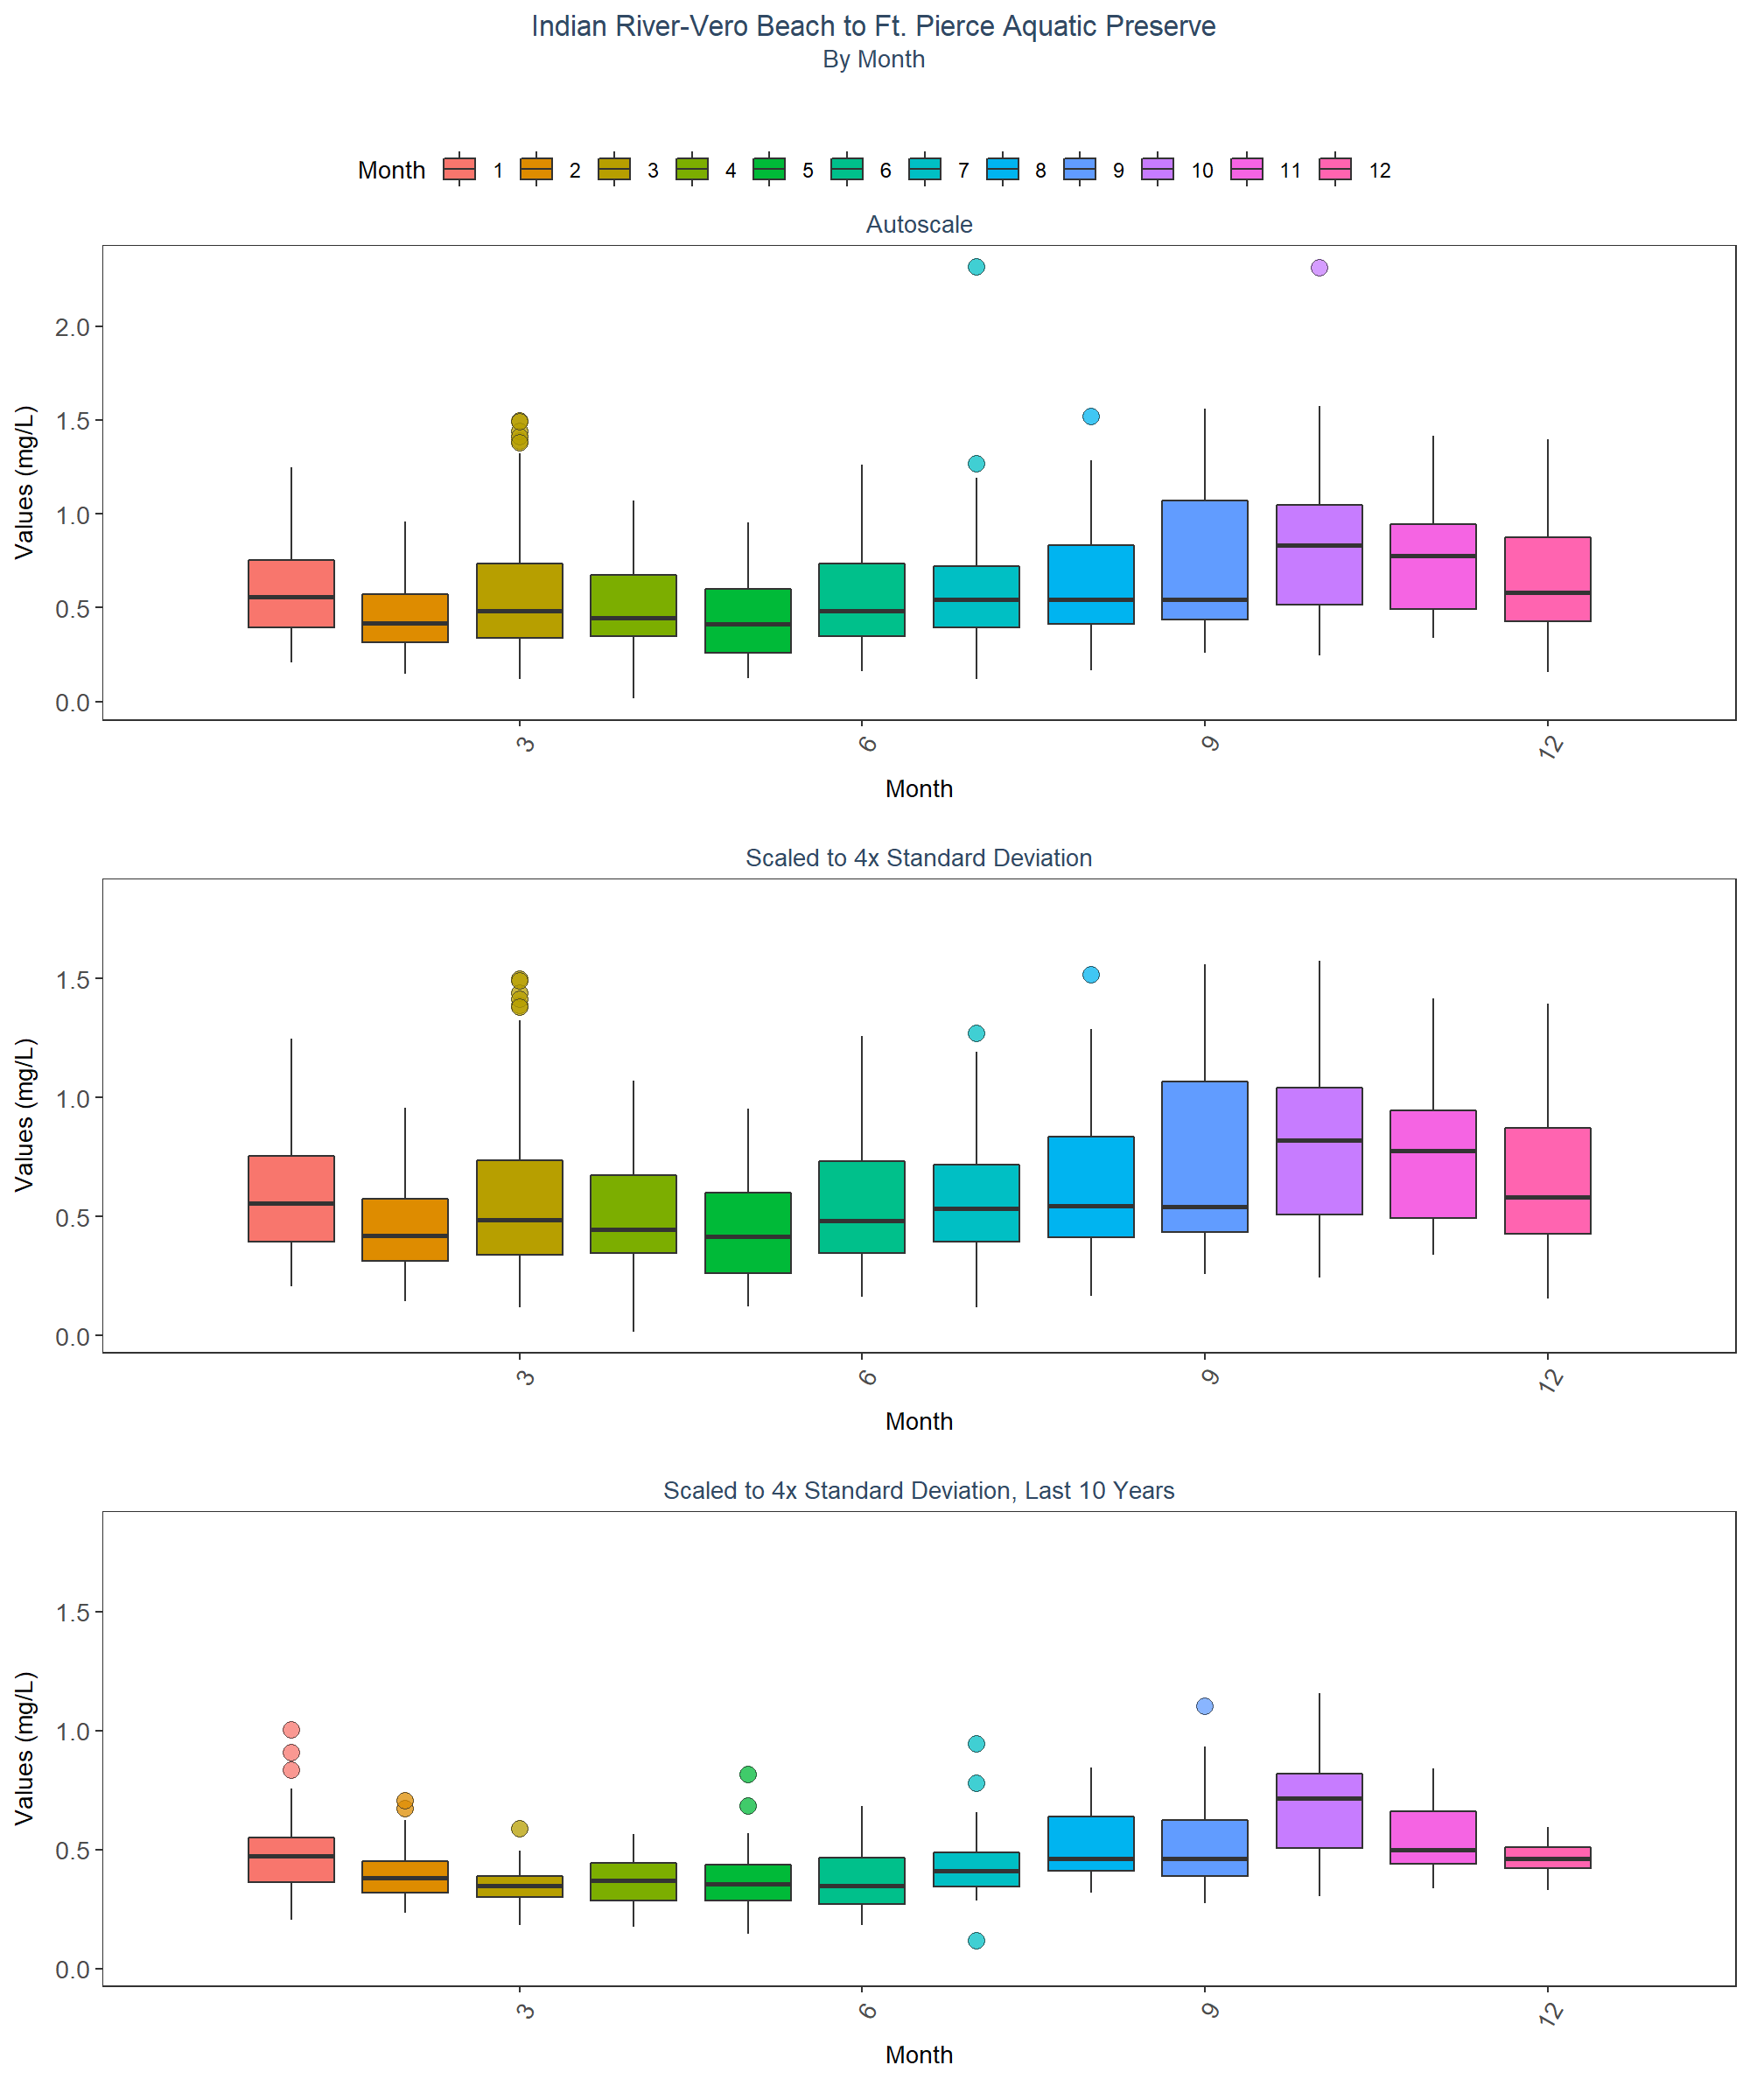 Indian River-Vero Beach to Ft. Pierce Aquatic Preserve
By Month
Month 1 2 3 4 5 6 7 8 9 10 11 12
Autoscale
Values (mg/L)
2.0
1.5
1.0
0.5
0.0
3 6 9 12
Month
Scaled to 4x Standard Deviation
Values (mg/L)
1.5
1.0
0.5
0.0
3 6 9 12
Month
Scaled to 4x Standard Deviation, Last 10 Years
Values (mg/L)
1.5
1.0
0.5
0.0
3 6 9 12
Month